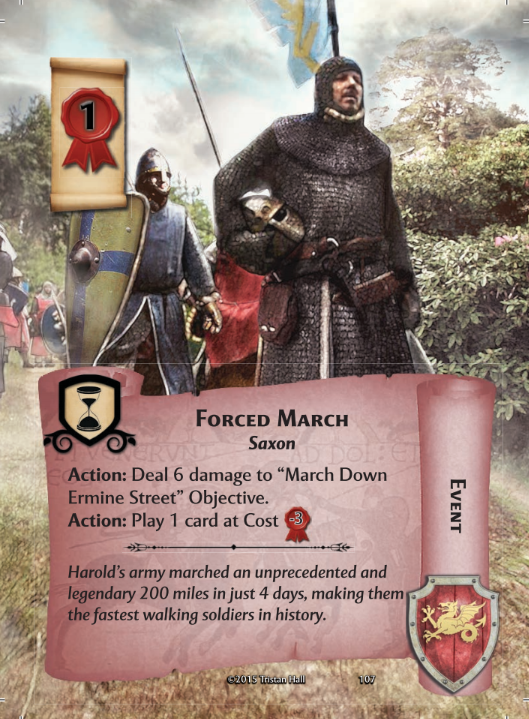 1
FORCED MARCH
Saxon
Action: Deal 6 damage to “March Down
Ermine Street” Objective.
Action: Play 1 card at Cost -3
EVENT
Harold’s army marched an unprecedented and
legendary 200 miles in just 4 days, making them
the fastest walking soldiers in history.
©2015 Tristan Hall 107